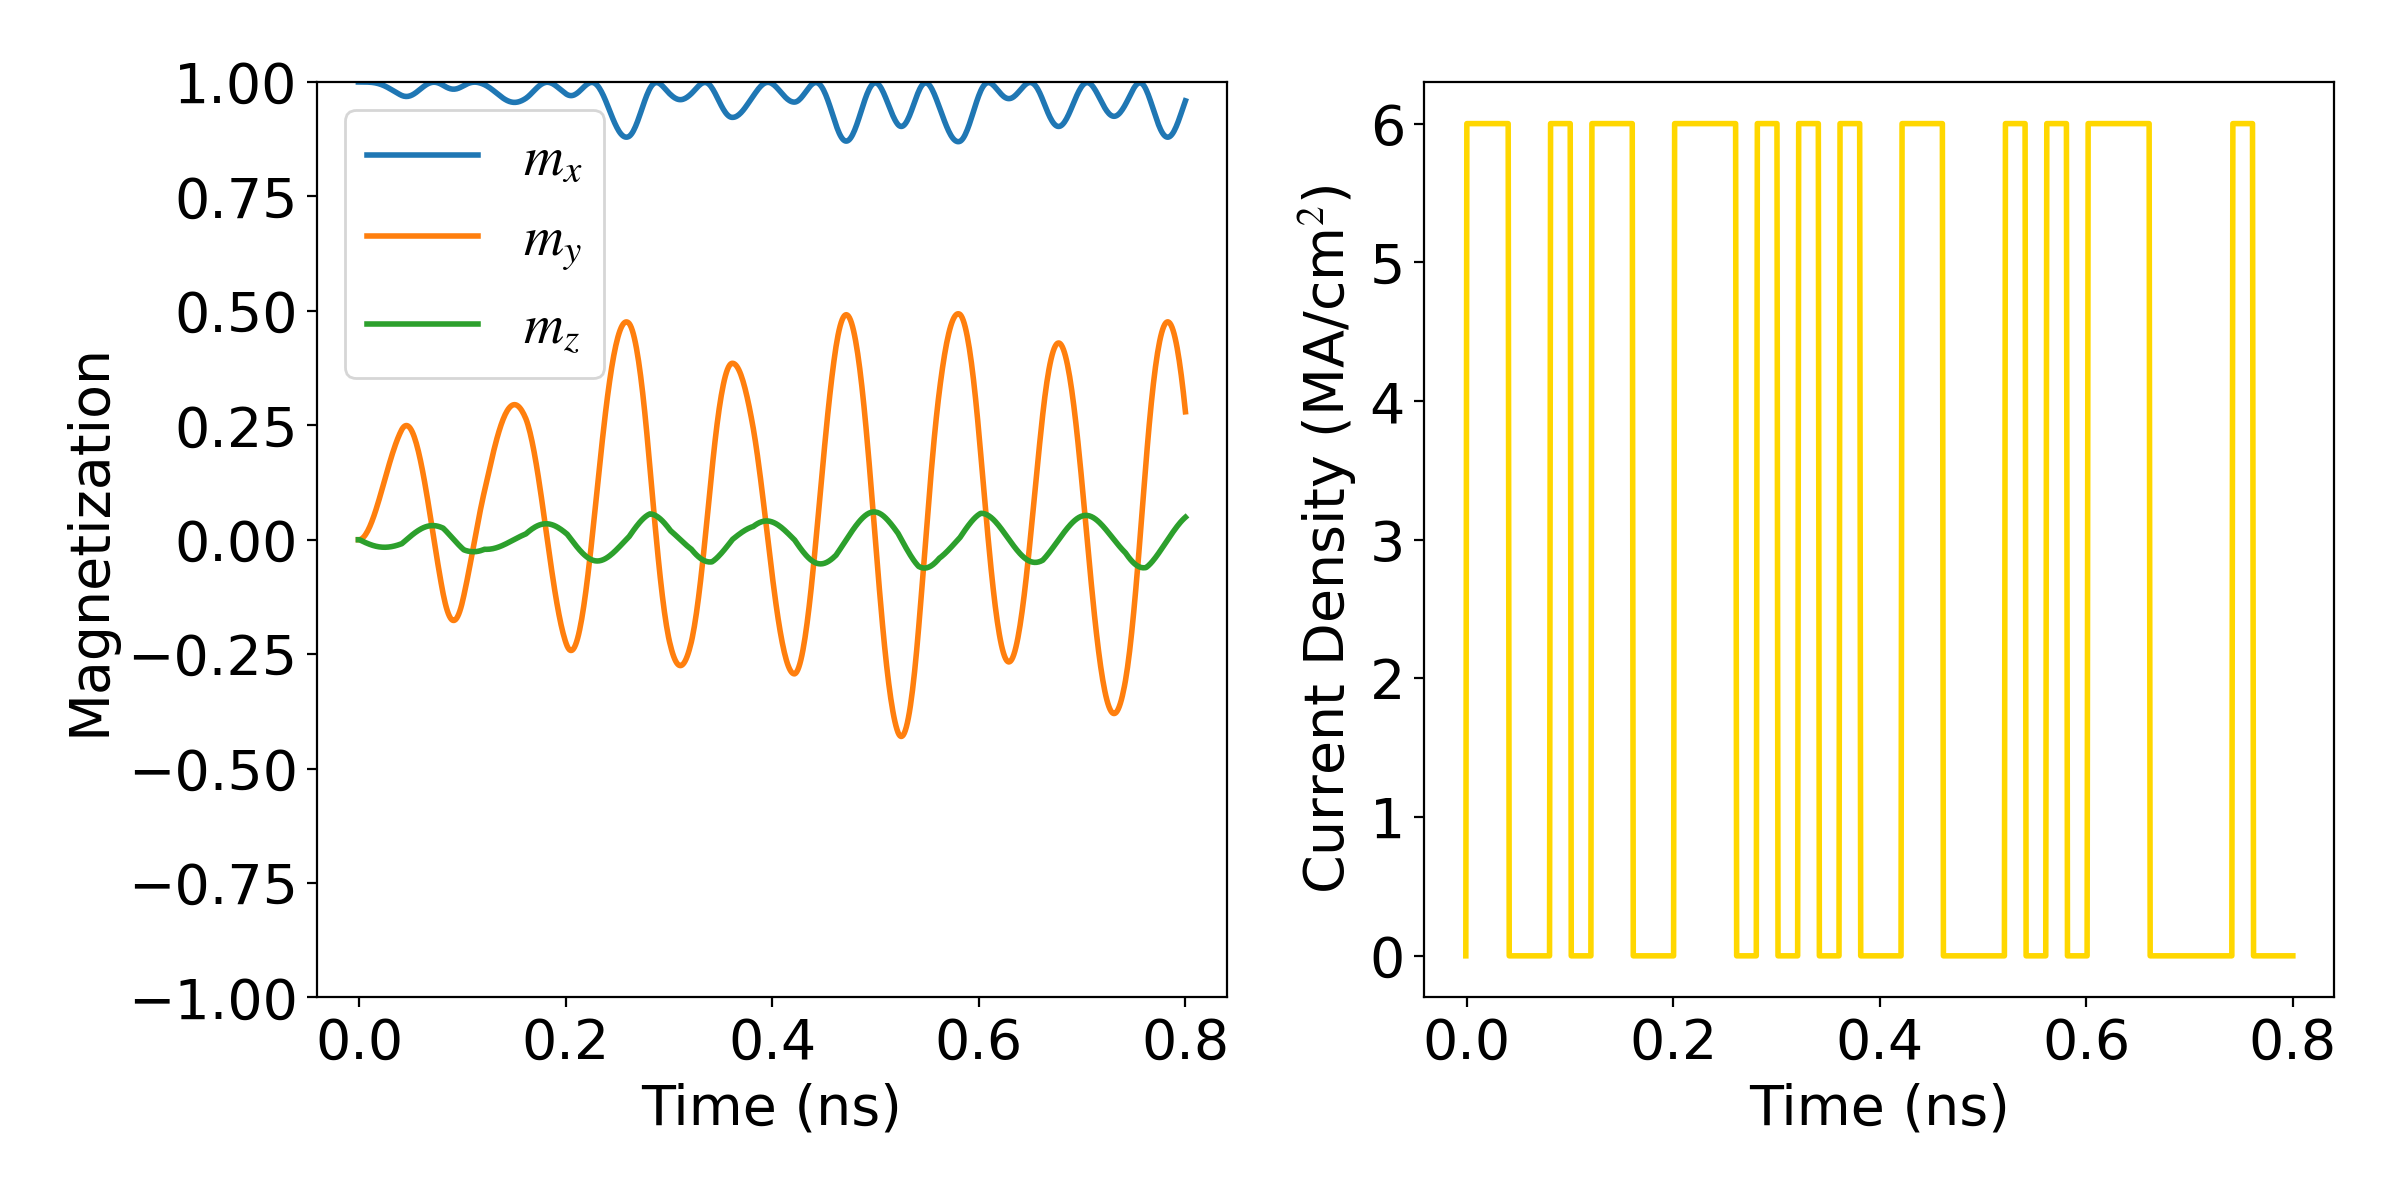 Magnetization
1.00
0.75
0.50
0.25
0.00
−0.25
−0.50
−0.75
−1.00
m_x
m_y
m_z
0.0 0.2 0.4 0.6 0.8
Time (ns)
Current Density (MA/cm²)
6
5
4
3
2
1
0
0.0 0.2 0.4 0.6 0.8
Time (ns)